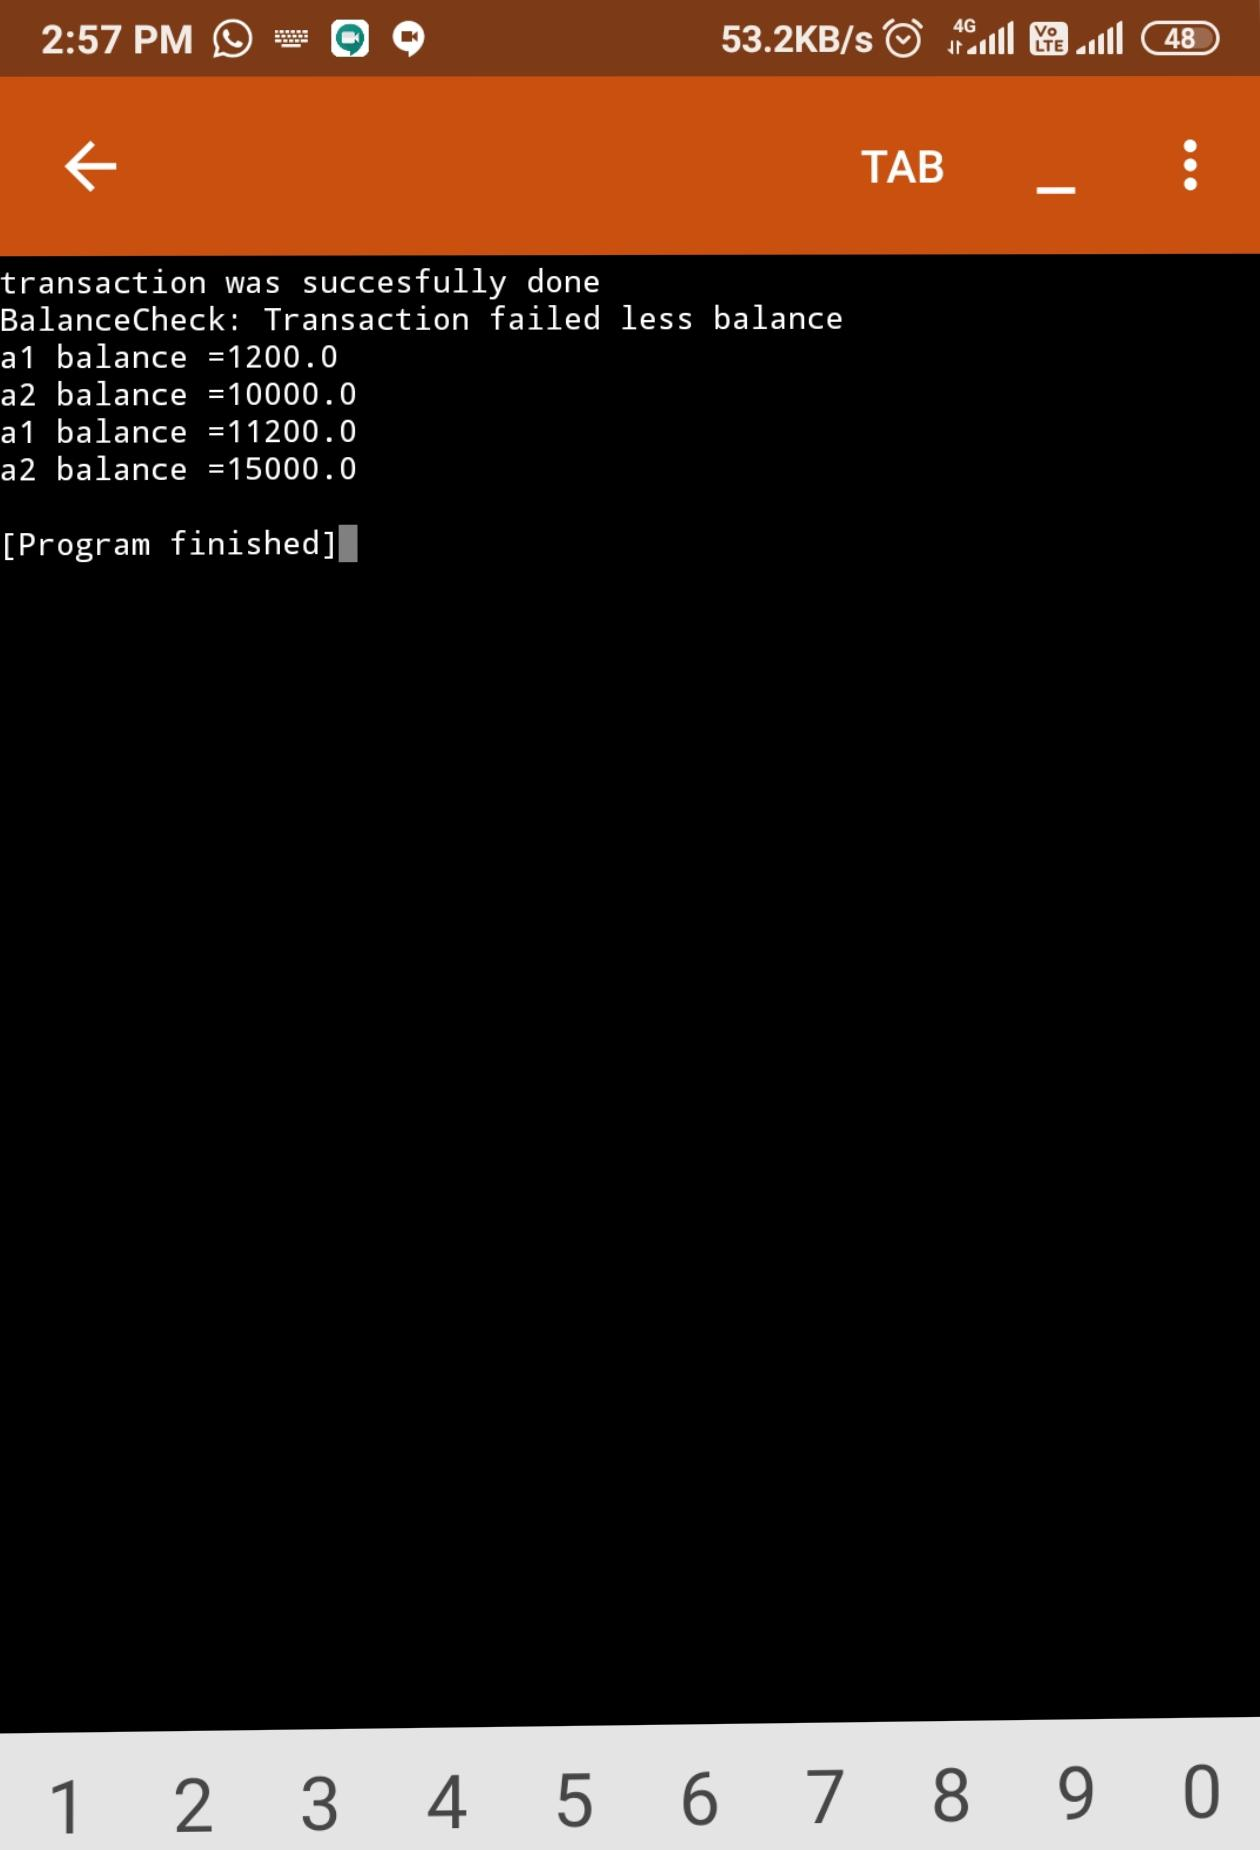 2:57 PM 53.2KB/s 4G Vo LTE 48
TAB _
transaction was succesfully done
BalanceCheck: Transaction failed less balance
a1 balance =1200.0
a2 balance =10000.0
a1 balance =11200.0
a2 balance =15000.0
[Program finished]
1 2 3 4 5 6 7 8 9 0